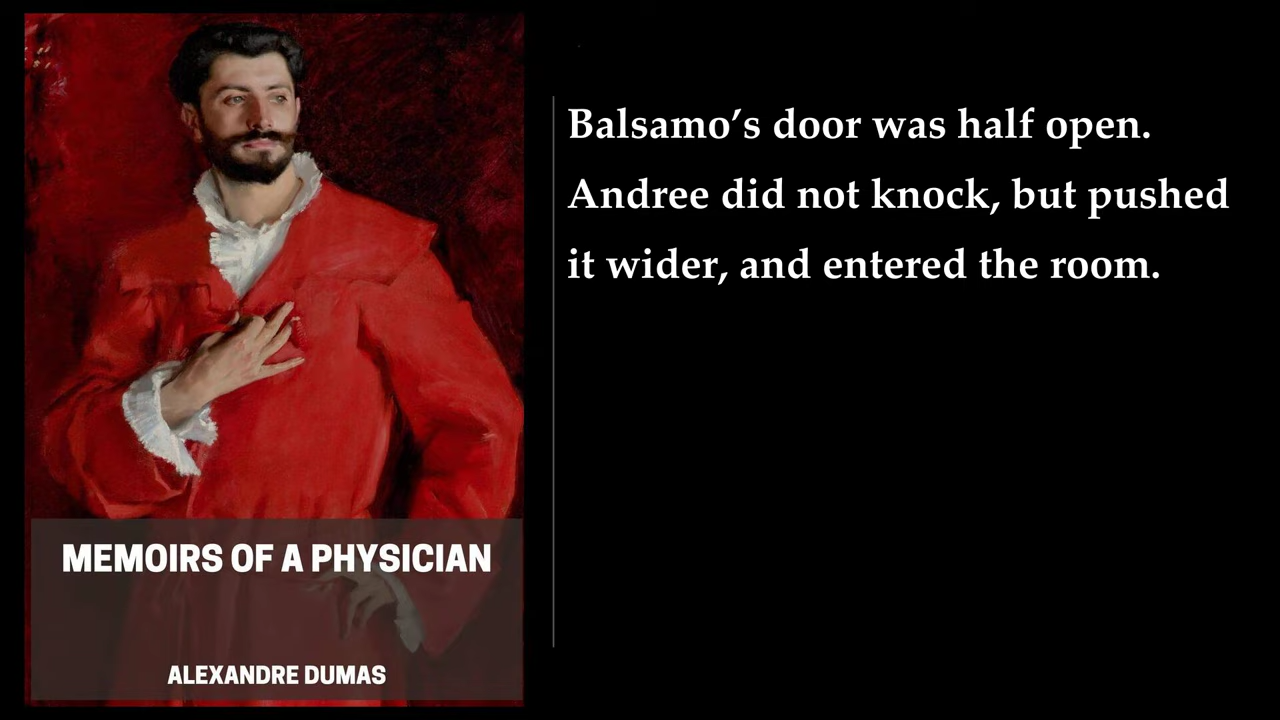 Balsamo’s door was half open.
Andree did not knock, but pushed
it wider, and entered the room.
MEMOIRS OF A PHYSICIAN
ALEXANDRE DUMAS